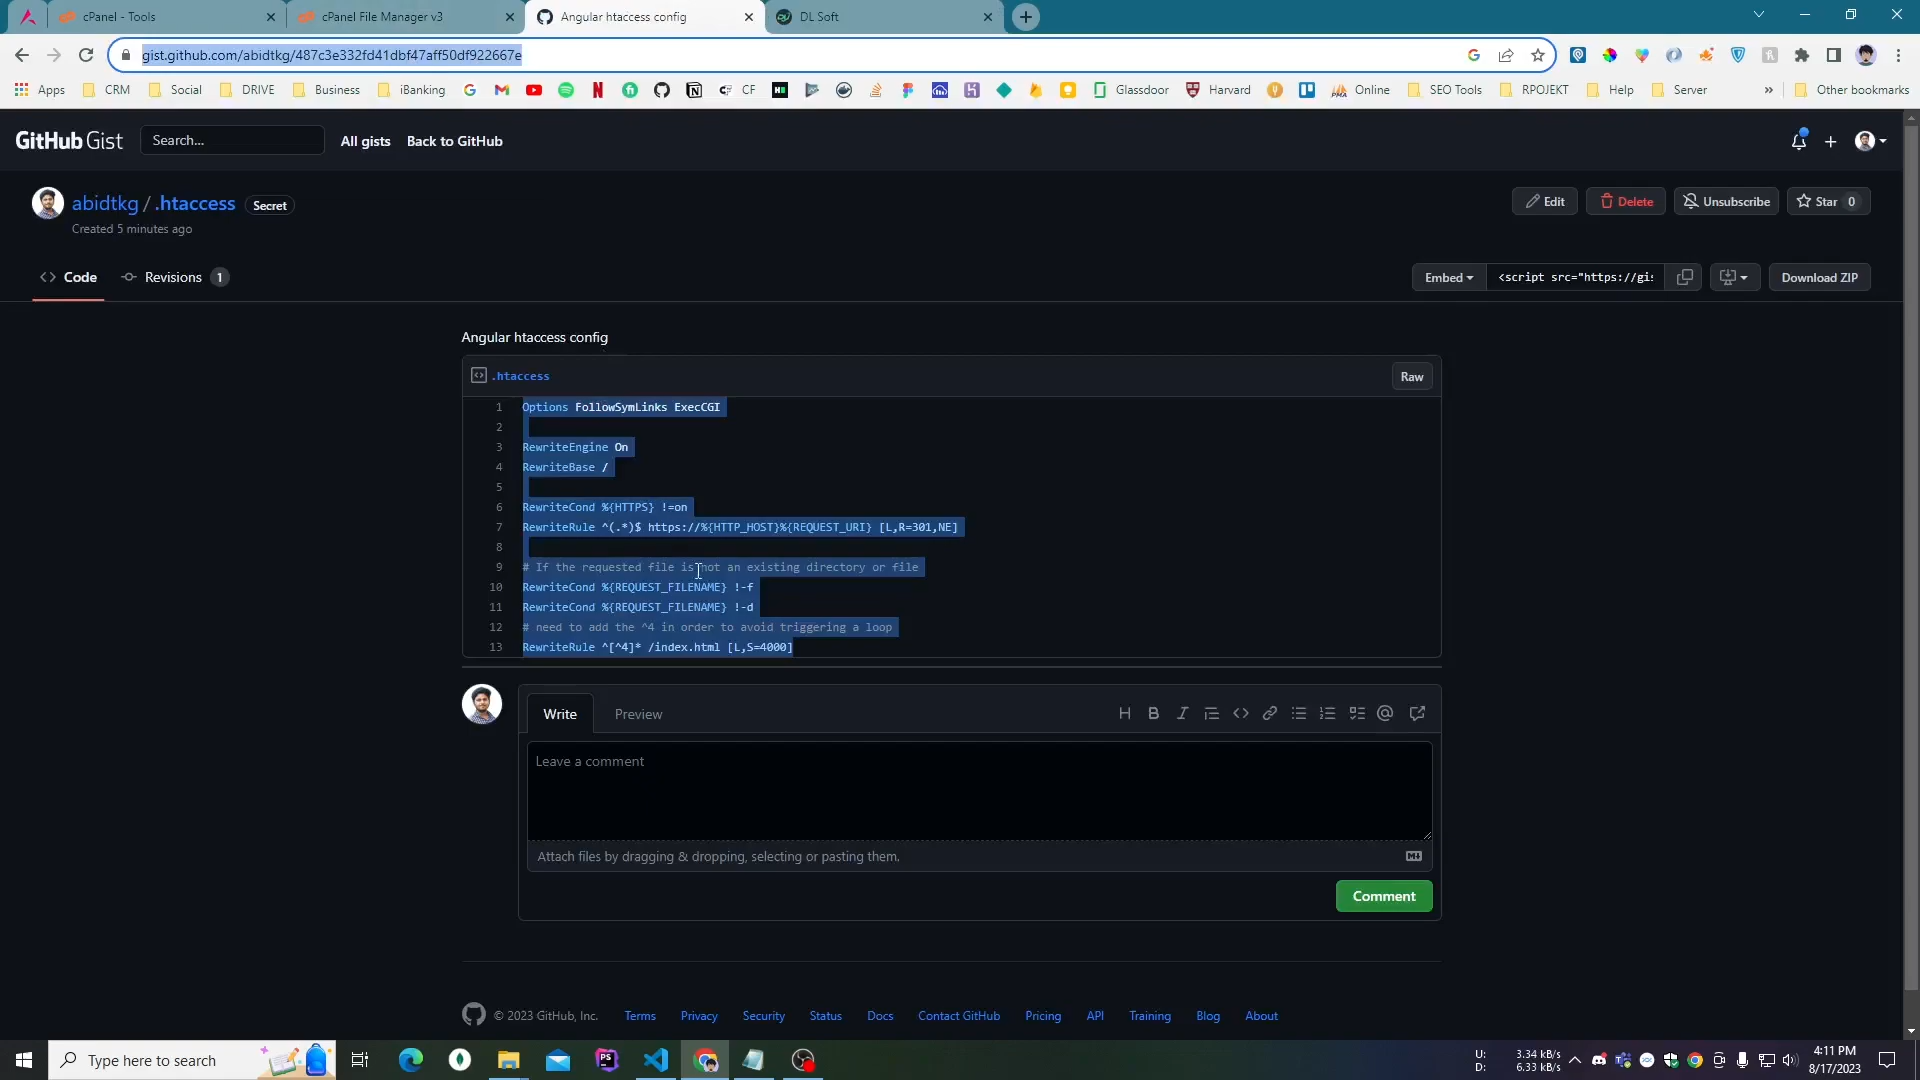 cPanel - Tools
cPanel File Manager v3
Angular htaccess config
DL Soft
gist.github.com/abidtkg/487c3e332fd41dbf47aff50df922667e
Apps
CRM
Social
DRIVE
Business
iBanking
CF
Glassdoor
Harvard
Online
SEO Tools
RPOJEKT
Help
Server
»
Other bookmarks
GitHub Gist
Search...
All gists
Back to GitHub
abidtkg / .htaccess
Secret
Created 5 minutes ago
Edit
Delete
Unsubscribe
Star 0
Code
Revisions 1
Embed
<script src="https://gis
Download ZIP
Angular htaccess config
.htaccess
Raw
1 Options FollowSymLinks ExecCGI
2
3 RewriteEngine On
4 RewriteBase /
5
6 RewriteCond %{HTTPS} !=on
7 RewriteRule ^(.*)$ https://%{HTTP_HOST}%{REQUEST_URI} [L,R=301,NE]
8
9 # If the requested file is not an existing directory or file
10 RewriteCond %{REQUEST_FILENAME} !-f
11 RewriteCond %{REQUEST_FILENAME} !-d
12 # need to add the ^4 in order to avoid triggering a loop
13 RewriteRule ^[^4]* /index.html [L,S=4000]
Write
Preview
Leave a comment
Attach files by dragging & dropping, selecting or pasting them.
Comment
© 2023 GitHub, Inc.
Terms
Privacy
Security
Status
Docs
Contact GitHub
Pricing
API
Training
Blog
About
Type here to search
U: 3.34 kB/s
D: 6.33 kB/s
4:11 PM
8/17/2023